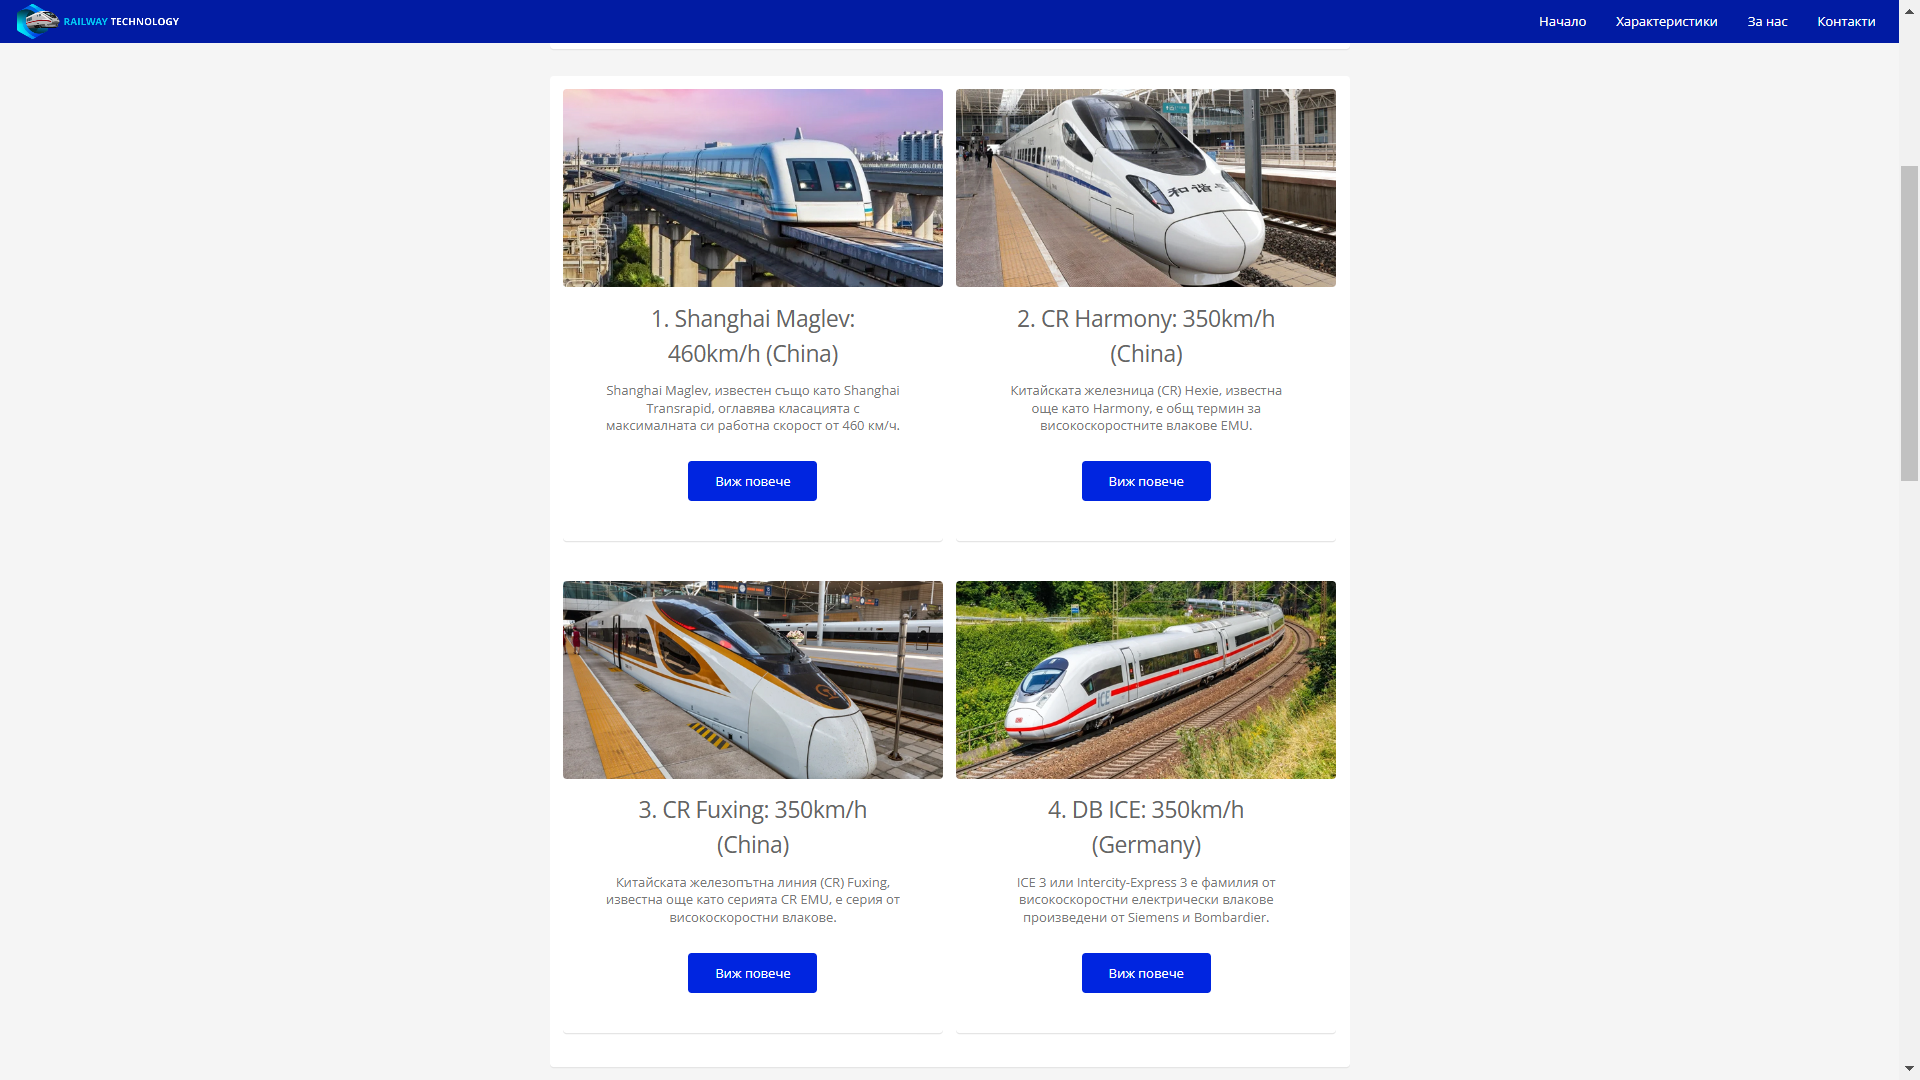 RAILWAY TECHNOLOGY
Начало
Характеристики
За нас
Контакти
和谐号
1. Shanghai Maglev:
460km/h (China)
Shanghai Maglev, известен също като Shanghai
Transrapid, оглавява класацията с
максималната си работна скорост от 460 км/ч.
Виж повече
2. CR Harmony: 350km/h
(China)
Китайската железница (CR) Hexie, известна
още като Harmony, е общ термин за
високоскоростните влакове EMU.
Виж повече
ICE
3. CR Fuxing: 350km/h
(China)
Китайската железопътна линия (CR) Fuxing,
известна още като серията CR EMU, е серия от
високоскоростни влакове.
Виж повече
4. DB ICE: 350km/h
(Germany)
ICE 3 или Intercity-Express 3 е фамилия от
високоскоростни електрически влакове
произведени от Siemens и Bombardier.
Виж повече